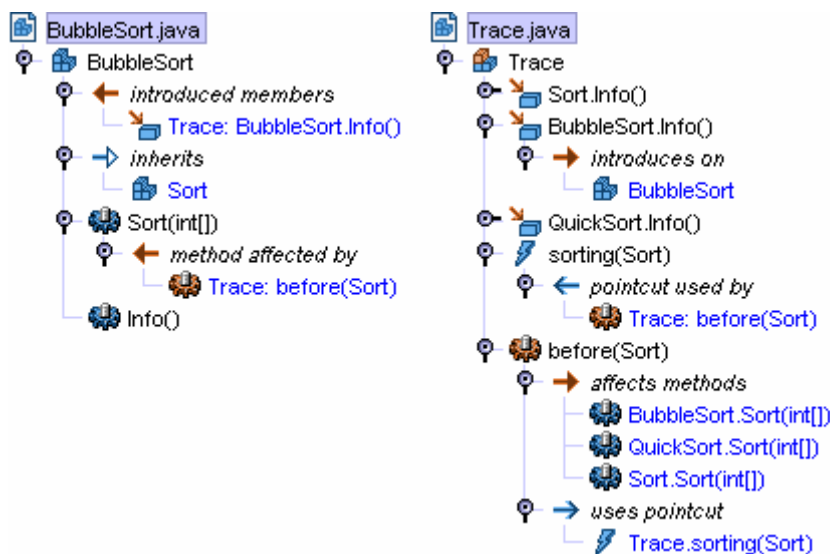 BubbleSort.java
BubbleSort
introduced members
Trace: BubbleSort.Info()
inherits
Sort
Sort(int[])
method affected by
Trace: before(Sort)
Info()
Trace.java
Trace
Sort.Info()
BubbleSort.Info()
introduces on
BubbleSort
QuickSort.Info()
sorting(Sort)
pointcut used by
Trace: before(Sort)
before(Sort)
affects methods
BubbleSort.Sort(int[])
QuickSort.Sort(int[])
Sort.Sort(int[])
uses pointcut
Trace.sorting(Sort)